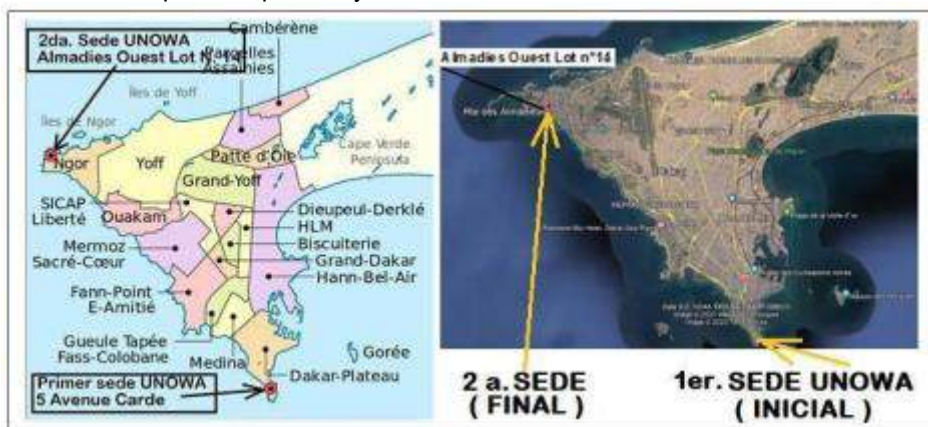 2da. Sede UNOWA
Almadies Ouest Lot N. 14
Cambérène
Parcelles
Assainies
Îles de Yoff
Îles de Ngor
Ngor
Yoff
Patte d'Oie
Grand-Yoff
Cape Verde
Peninsula
SICAP
Liberté
Ouakam
Dieupeul-Derklé
HLM
Mermoz
Sacré-Cœur
Biscuiterie
Grand-Dakar
Hann-Bel-Air
Fann-Point
E-Amitié
Gueule Tapée
Fass-Colobane
Medina
Gorée
Dakar-Plateau
Primer sede UNOWA
5 Avenue Carde
Almadies Ouest Lot n°14
2 a. SEDE
( FINAL )
1er. SEDE UNOWA
( INICIAL )